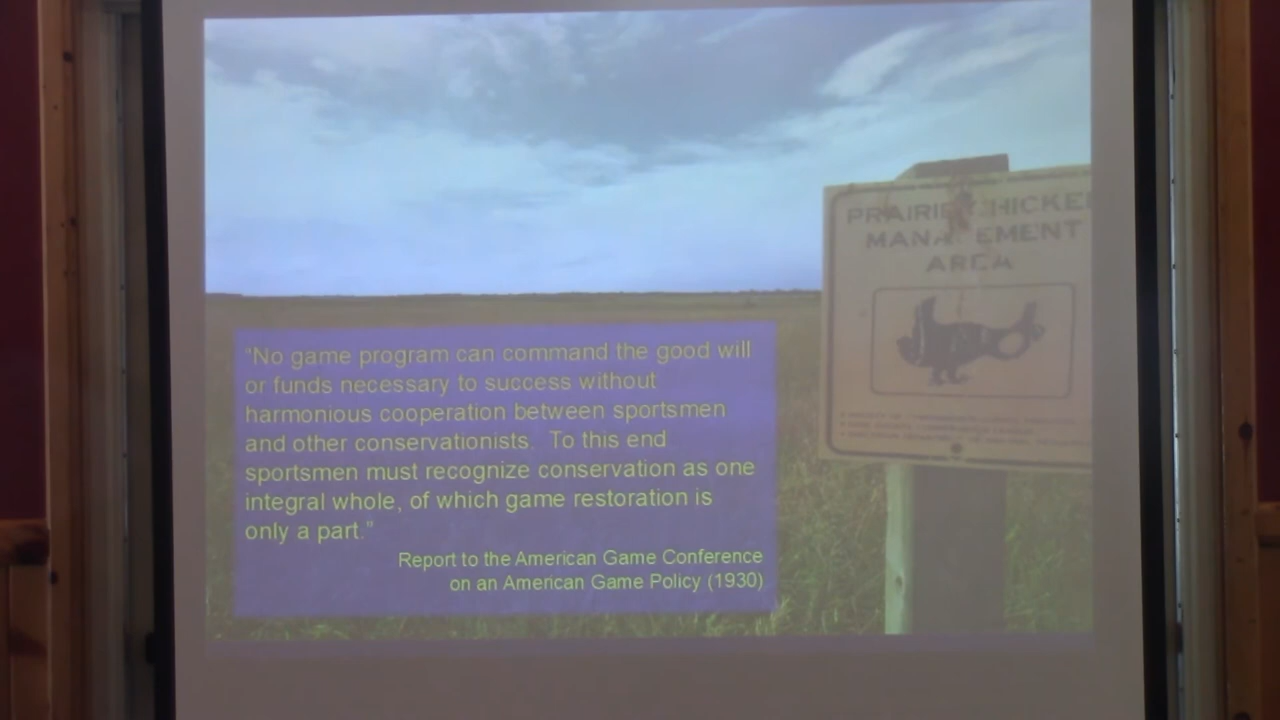 PRAIRIE CHICKEN
MANAGEMENT
AREA
"No game program can command the good will
or funds necessary to success without
harmonious cooperation between sportsmen
and other conservationists. To this end
sportsmen must recognize conservation as one
integral whole, of which game restoration is
only a part."
Report to the American Game Conference
on an American Game Policy (1930)